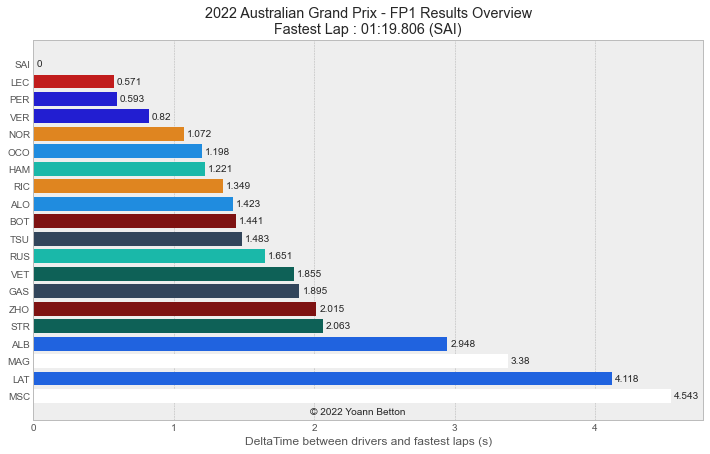 2022 Australian Grand Prix - FP1 Results Overview
Fastest Lap : 01:19.806 (SAI)
SAI 0
LEC 0.571
PER 0.593
VER 0.82
NOR 1.072
OCO 1.198
HAM 1.221
RIC 1.349
ALO 1.423
BOT 1.441
TSU 1.483
RUS 1.651
VET 1.855
GAS 1.895
ZHO 2.015
STR 2.063
ALB 2.948
MAG 3.38
LAT 4.118
MSC 4.543
© 2022 Yoann Betton
0 1 2 3 4
DeltaTime between drivers and fastest laps (s)